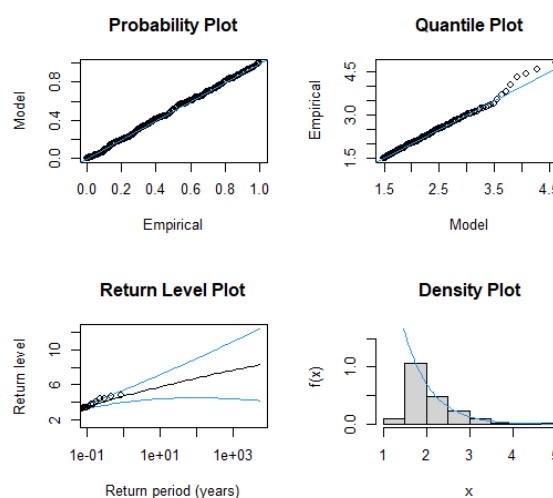 Probability Plot
Model
0.0 0.4 0.8
0.0 0.2 0.4 0.6 0.8 1.0
Empirical
Quantile Plot
Empirical
1.5 3.0 4.5
1.5 2.5 3.5 4.5
Model
Return Level Plot
Return level
2 6 10
1e-01 1e+01 1e+03
Return period (years)
Density Plot
f(x)
0.0 1.0
1 2 3 4 5
x